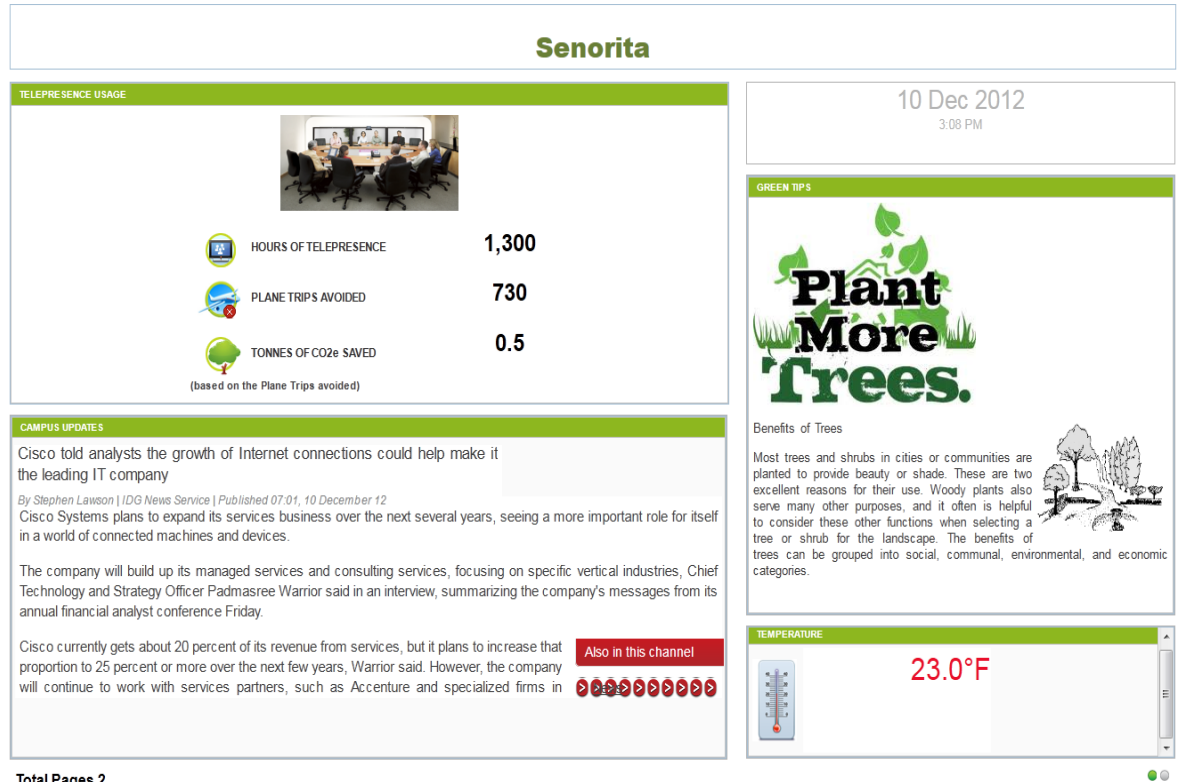 Senorita
TELEPRESENCE USAGE
HOURS OF TELEPRESENCE 1,300
PLANE TRIPS AVOIDED 730
TONNES OF CO2e SAVED 0.5
(based on the Plane Trips avoided)
CAMPUS UPDATES
Cisco told analysts the growth of Internet connections could help make it
the leading IT company
By Stephen Lawson | IDG News Service | Published 07:01, 10 December 12
Cisco Systems plans to expand its services business over the next several years, seeing a more important role for itself
in a world of connected machines and devices.
The company will build up its managed services and consulting services, focusing on specific vertical industries, Chief
Technology and Strategy Officer Padmasree Warrior said in an interview, summarizing the company's messages from its
annual financial analyst conference Friday.
Cisco currently gets about 20 percent of its revenue from services, but it plans to increase that
proportion to 25 percent or more over the next few years, Warrior said. However, the company
will continue to work with services partners, such as Accenture and specialized firms in
Also in this channel
10 Dec 2012
3:08 PM
GREEN TIPS
Plant
More
Trees.
Benefits of Trees
Most trees and shrubs in cities or communities are
planted to provide beauty or shade. These are two
excellent reasons for their use. Woody plants also
serve many other purposes, and it often is helpful
to consider these other functions when selecting a
tree or shrub for the landscape. The benefits of
trees can be grouped into social, communal, environmental, and economic
categories.
TEMPERATURE
23.0°F
Total Pages 2